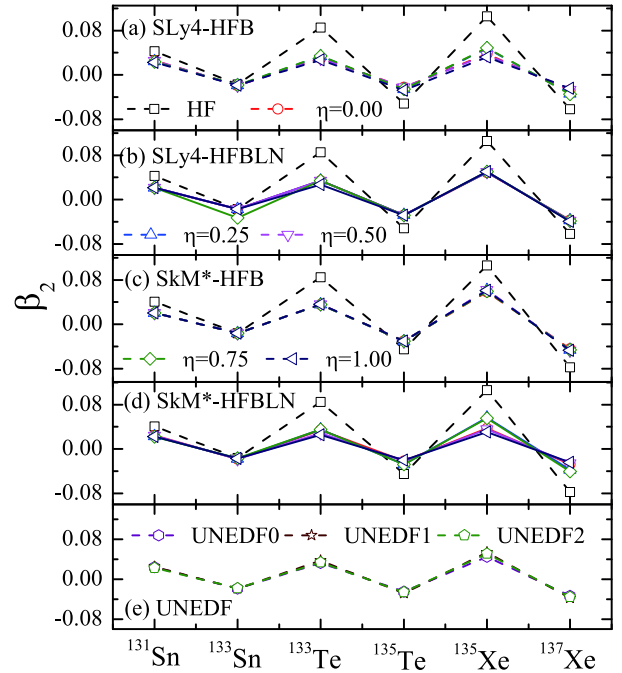 (a) SLy4-HFB
0.08
0.00
-0.08
HF η=0.00
(b) SLy4-HFBLN
0.08
0.00
-0.08
η=0.25 η=0.50
(c) SkM*-HFB
0.08
0.00
-0.08
η=0.75 η=1.00
(d) SkM*-HFBLN
0.08
0.00
-0.08
UNEDF0 UNEDF1 UNEDF2
0.08
0.00
-0.08
(e) UNEDF
β₂
¹³¹Sn ¹³³Sn ¹³³Te ¹³⁵Te ¹³⁵Xe ¹³⁷Xe